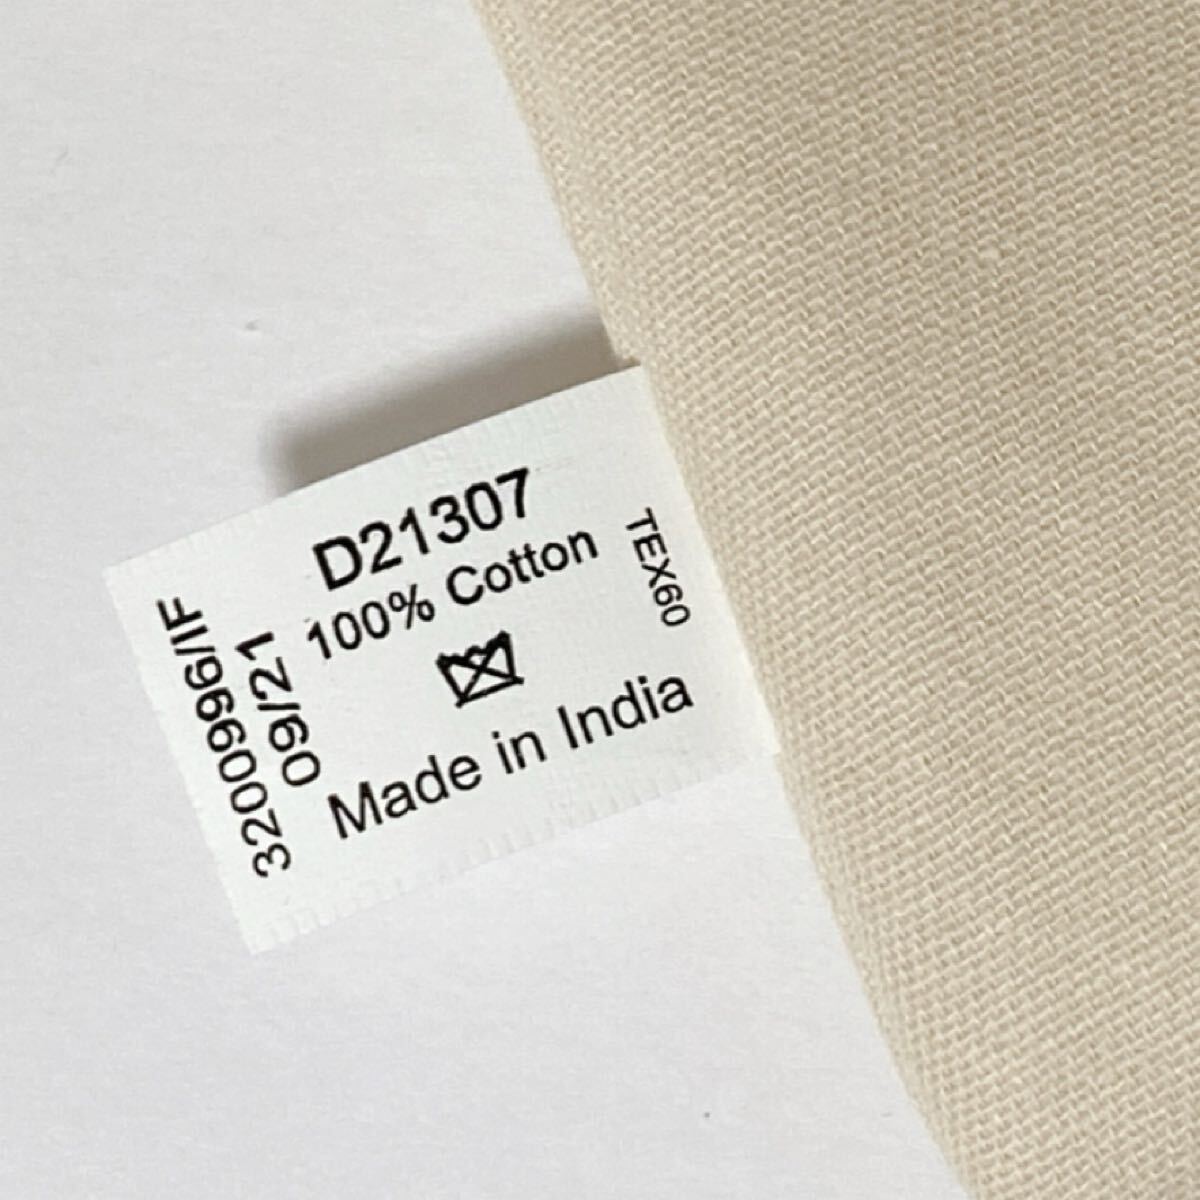 D21307
100% Cotton
Made in India
3200996/IF
09/21
TEX60